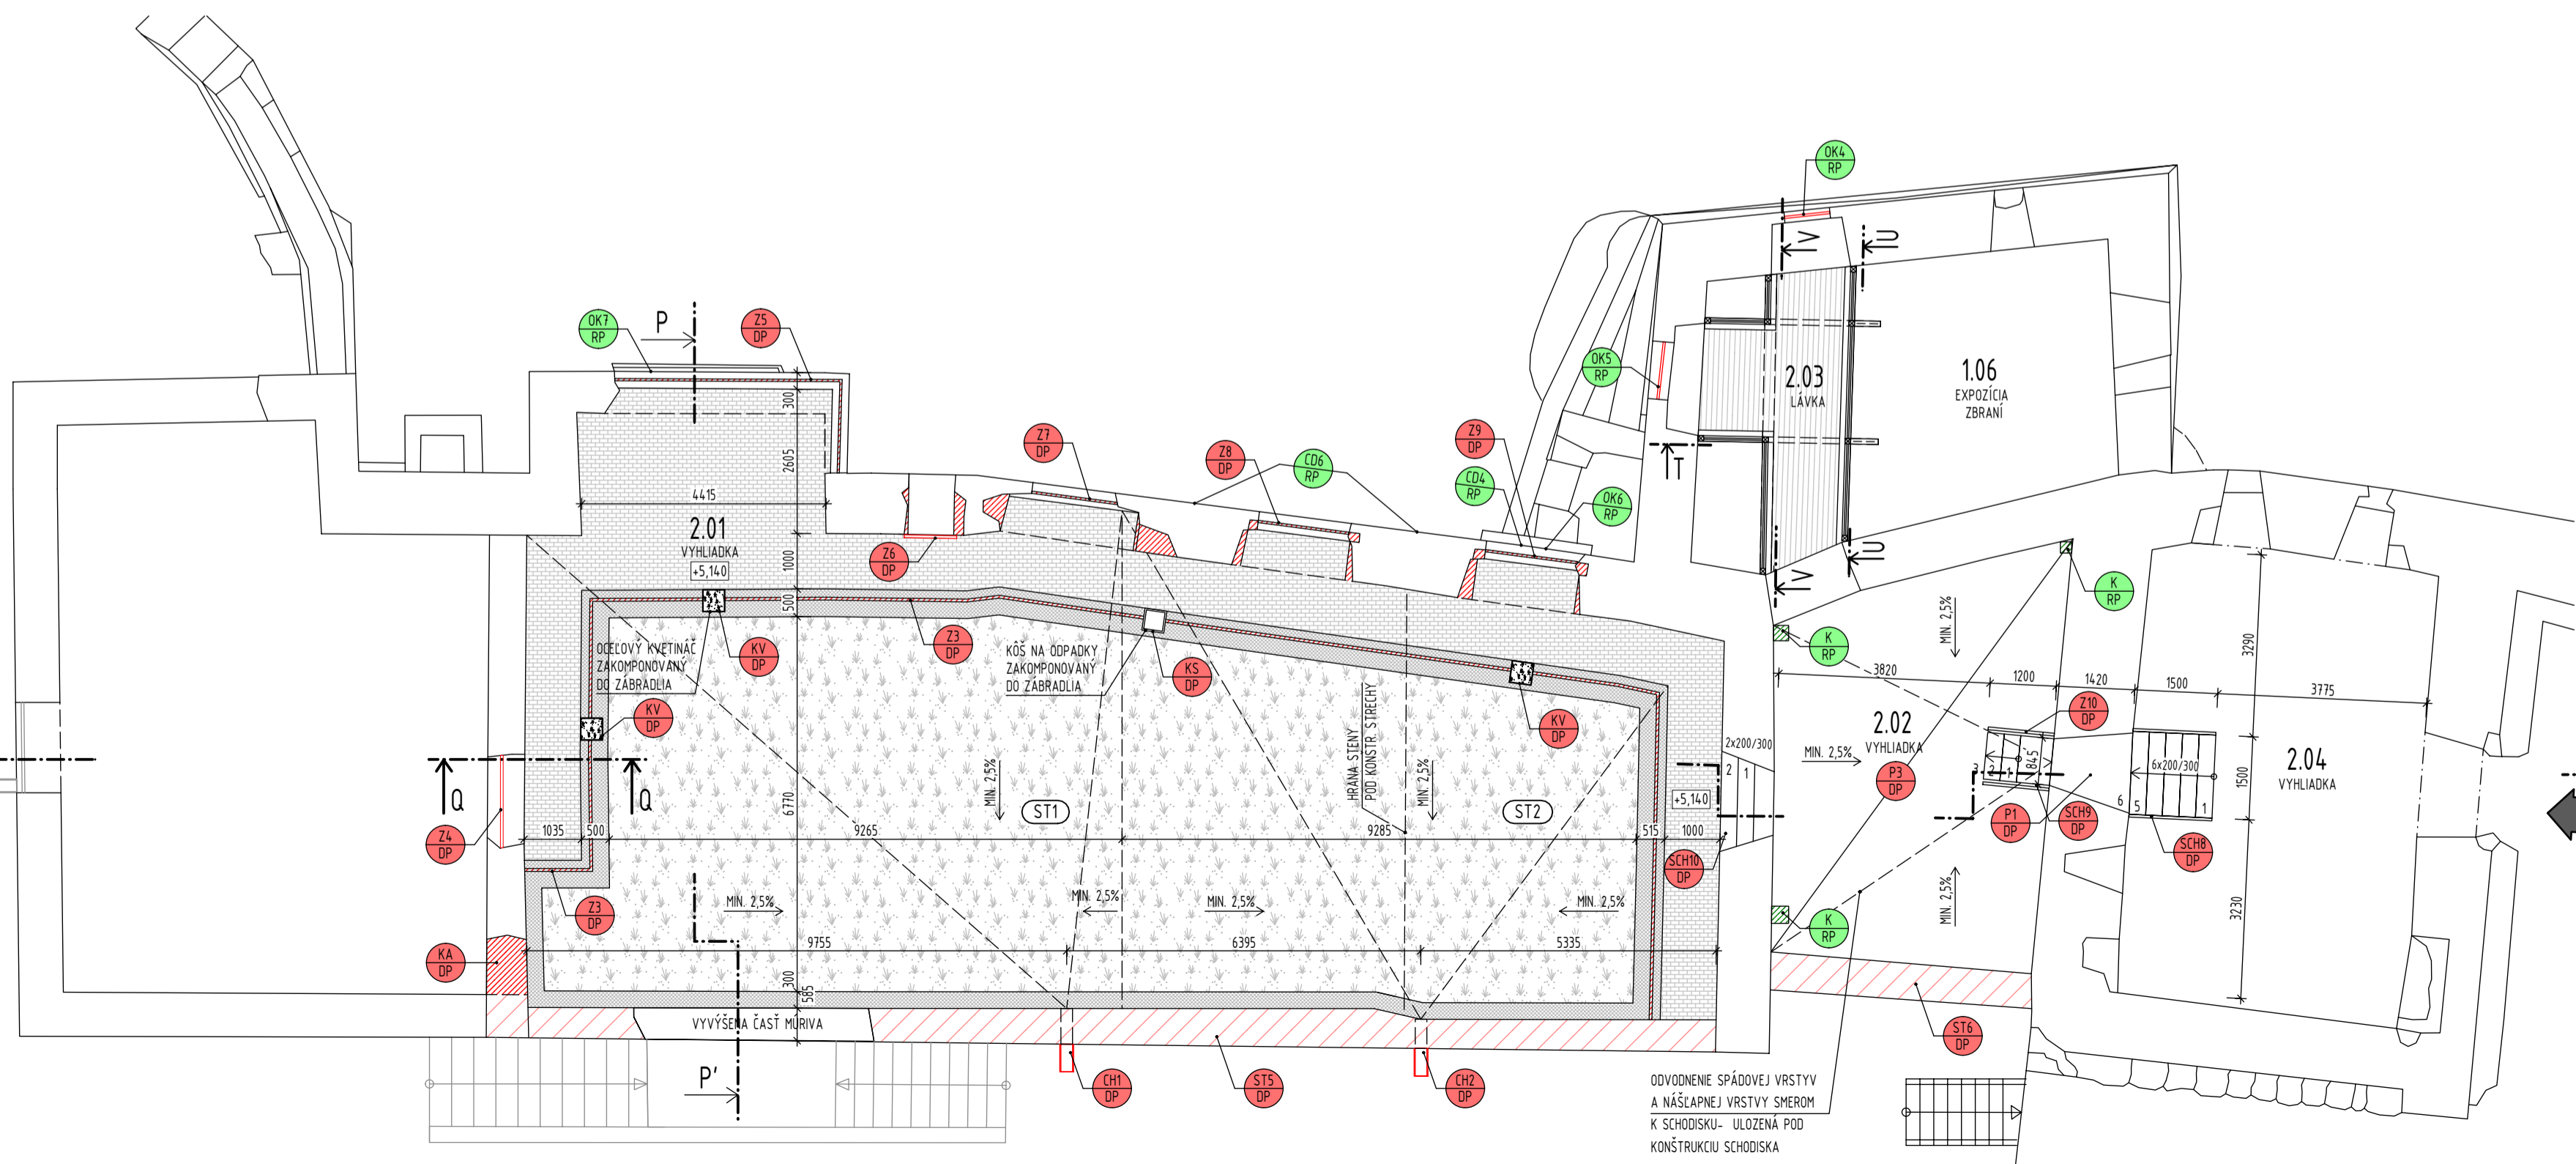 OK4
RP
V
U
P
OK7
RP
Z5
DP
OK5
RP
2.03
LÁVKA
1.06
EXPOZÍCIA
ZBRANÍ
300
Z7
DP
Z8
DP
CD6
RP
Z9
DP
CD4
RP
OK6
RP
T
2605
4415
2.01
VYHLIADKA
+5,140
1000
Z6
DP
U
V
K
RP
500
Z3
DP
KV
DP
OCEĽOVÝ KVETINÁČ
ZAKOMPONOVANÝ
DO ZÁBRADLIA
KÔŠ NA ODPADKY
ZAKOMPONOVANÝ
DO ZÁBRADLIA
KS
DP
K
RP
MIN. 2,5%
3290
3820
1200
1420
1500
3775
KV
DP
KV
DP
HRANA STENY
POD KONŠTR. STRECHY
Z10
DP
2.02
VYHLIADKA
MIN. 2,5%
2x200/300
2 1
P3
DP
3 2 1
845
6x200/300
2.04
VYHLIADKA
Q
Q
MIN. 2,5%
ST1
MIN. 2,5%
ST2
+5,140
1500
6 5 1
P1
DP
SCH9
DP
SCH8
DP
Z4
DP
1035
500
9265
6770
9285
515
1000
SCH10
DP
Z3
DP
MIN. 2,5%
MIN. 2,5%
MIN. 2,5%
MIN. 2,5%
MIN. 2,5%
3230
K
RP
KA
DP
9755
6395
5335
300
585
VYVÝŠENÁ ČASŤ MURIVA
ST6
DP
P'
CH1
DP
ST5
DP
CH2
DP
ODVODNENIE SPÁDOVEJ VRSTYV
A NÁŠĽAPNEJ VRSTVY SMEROM
K SCHODISKU- ULOZENÁ POD
KONŠTRUKCIU SCHODISKA